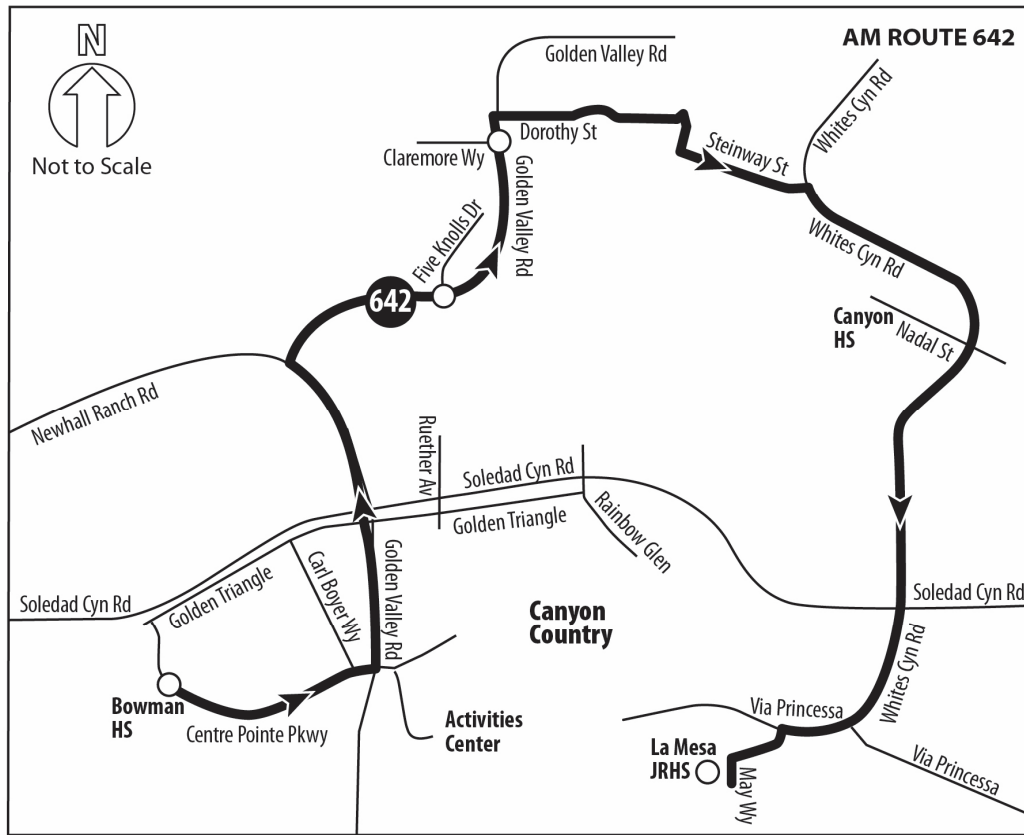 N
Not to Scale
AM ROUTE 642
Golden Valley Rd
Whites Cyn Rd
Dorothy St
Claremore Wy
Steinway St
Golden Valley Rd
Five Knolls Dr
Whites Cyn Rd
642
Canyon
HS
Nadal St
Newhall Ranch Rd
Ruether Av
Soledad Cyn Rd
Golden Triangle
Rainbow Glen
Soledad Cyn Rd
Golden Triangle
Carl Boyer Wy
Golden Valley Rd
Canyon
Country
Soledad Cyn Rd
Whites Cyn Rd
Bowman
HS
Centre Pointe Pkwy
Activities
Center
Via Princessa
La Mesa
JRHS
May Wy
Via Princessa